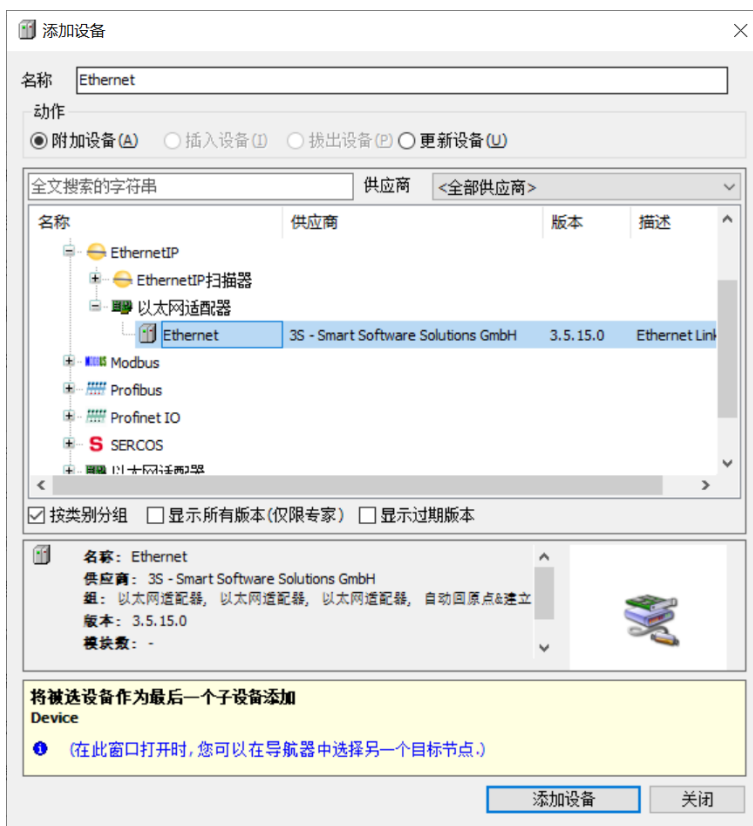 添加设备
名称 Ethernet
动作
附加设备(A) 插入设备(I) 拔出设备(P) 更新设备(U)
全文搜索的字符串 供应商 <全部供应商>
名称 供应商 版本 描述
EthernetIP
EthernetIP扫描器
以太网适配器
Ethernet 3S - Smart Software Solutions GmbH 3.5.15.0 Ethernet Link
Modbus
Profibus
Profinet IO
SERCOS
以太网适配器
按类别分组 显示所有版本(仅限专家) 显示过期版本
名称: Ethernet
供应商: 3S - Smart Software Solutions GmbH
组: 以太网适配器, 以太网适配器, 以太网适配器, 自动回原点&建立
版本: 3.5.15.0
模块数: -
将被选设备作为最后一个子设备添加
Device
(在此窗口打开时,您可以在导航器中选择另一个目标节点.)
添加设备 关闭